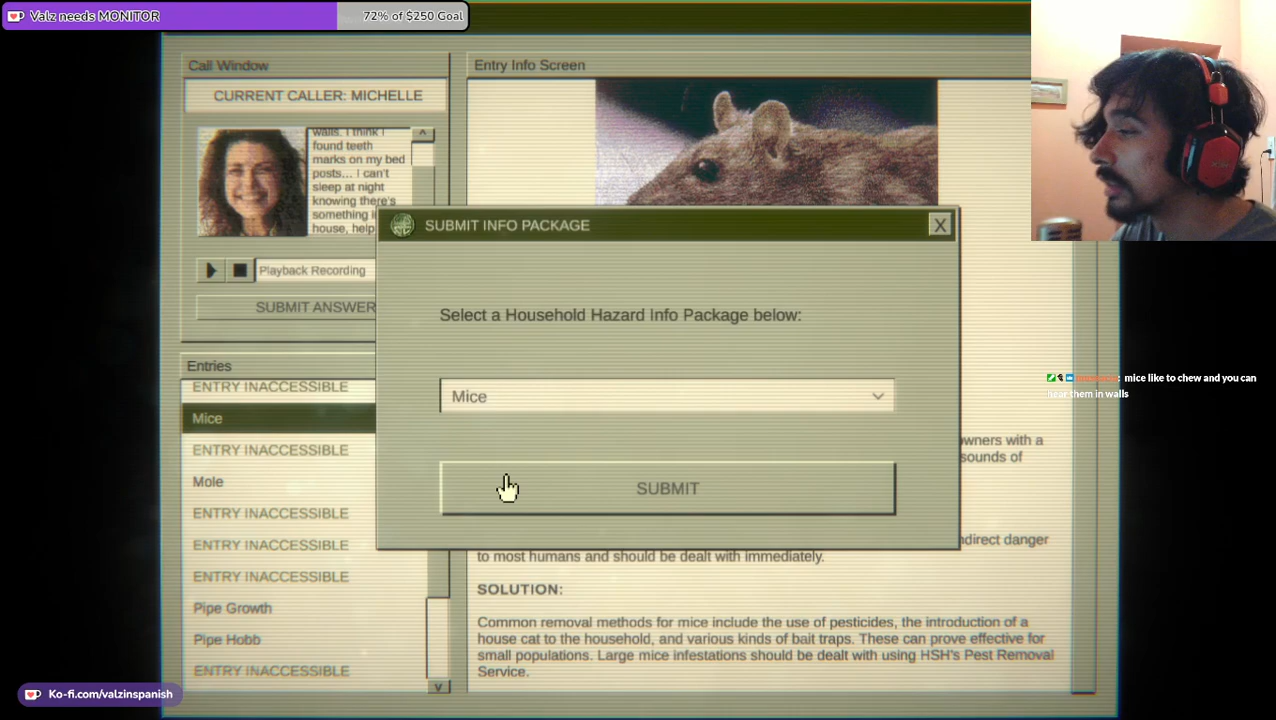 Valz needs MONITOR
72% of $250 Goal
Call Window
CURRENT CALLER: MICHELLE
walls. I think I
found teeth
marks on my bed
posts... I can't
sleep at night
knowing there's
something i
house, help
Playback Recording
SUBMIT ANSWER
Entries
ENTRY INACCESSIBLE
Mice
ENTRY INACCESSIBLE
Mole
ENTRY INACCESSIBLE
ENTRY INACCESSIBLE
ENTRY INACCESSIBLE
Pipe Growth
Pipe Hobb
ENTRY INACCESSIBLE
Entry Info Screen
SUBMIT INFO PACKAGE
X
Select a Household Hazard Info Package below:
Mice
SUBMIT
owners with a
sounds of
ndirect danger
to most humans and should be dealt with immediately.
SOLUTION:
Common removal methods for mice include the use of pesticides, the introduction of a
house cat to the household, and various kinds of bait traps. These can prove effective for
small populations. Large mice infestations should be dealt with using HSH's Pest Removal
Service.
: mice like to chew and you can
hear them in walls
Ko-fi.com/valzinspanish